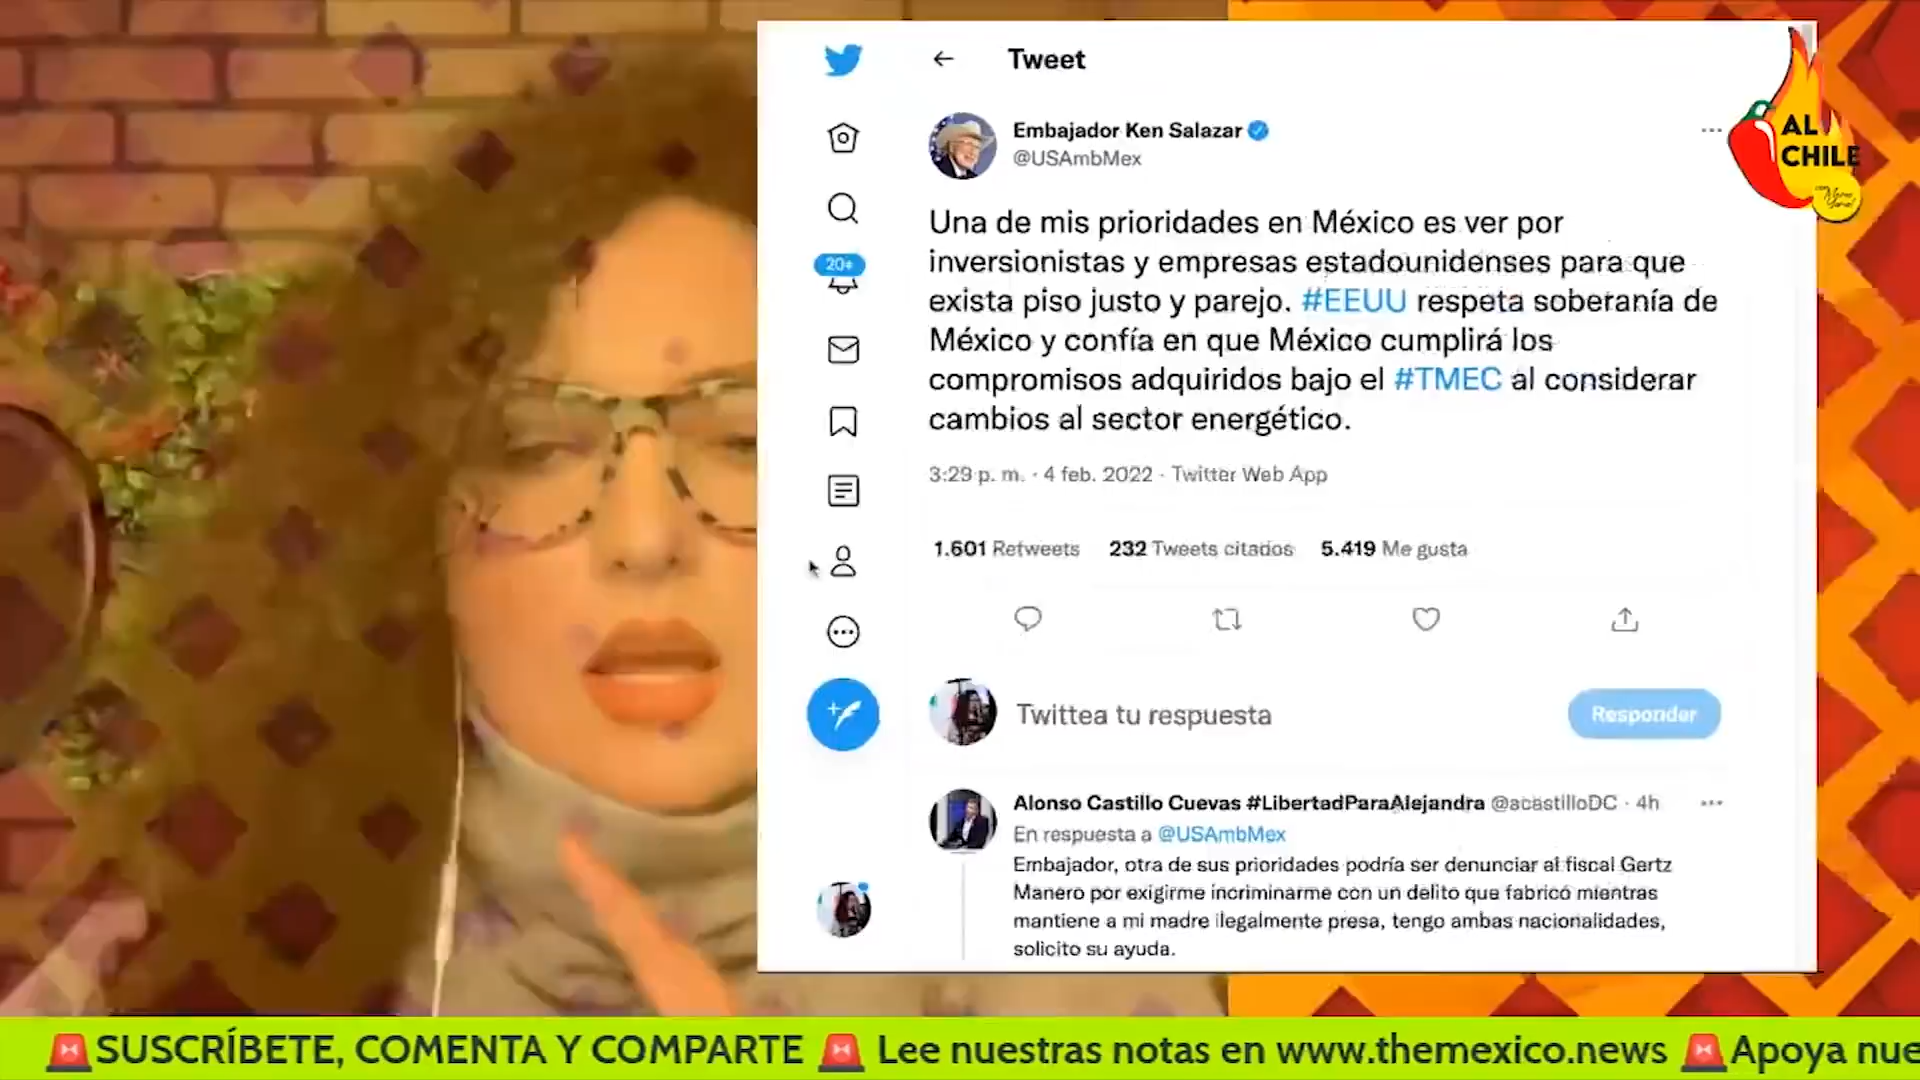 Tweet
Embajador Ken Salazar
@USAmbMex
Una de mis prioridades en México es ver por
inversionistas y empresas estadounidenses para que
exista piso justo y parejo. #EEUU respeta soberanía de
México y confía en que México cumplirá los
compromisos adquiridos bajo el #TMEC al considerar
cambios al sector energético.
3:29 p. m. · 4 feb. 2022 · Twitter Web App
1.601 Retweets 232 Tweets citados 5.419 Me gusta
20+
Twittea tu respuesta
Responder
Alonso Castillo Cuevas #LibertadParaAlejandra @acastilloDC · 4h
En respuesta a @USAmbMex
Embajador, otra de sus prioridades podría ser denunciar al fiscal Gertz
Manero por exigirme incriminarme con un delito que fabricó mientras
mantiene a mi madre ilegalmente presa, tengo ambas nacionalidades,
solicito su ayuda.
AL
CHILE
SUSCRÍBETE, COMENTA Y COMPARTE Lee nuestras notas en www.themexico.news Apoya nue